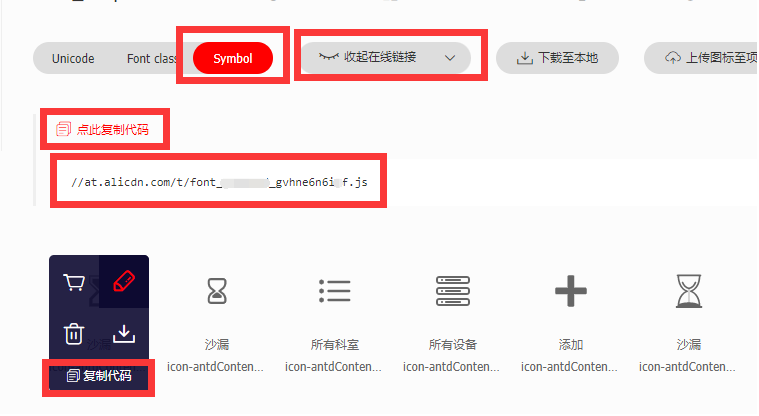 Unicode Font class Symbol 收起在线链接 下载至本地 上传图标至项
点此复制代码
//at.alicdn.com/t/font_ _gvhne6n6i f.js
沙漏 所有科室 所有设备 添加 沙漏
复制代码 icon-antdConten... icon-antdConten... icon-antdConten... icon-antdConten... icon-antdConten...